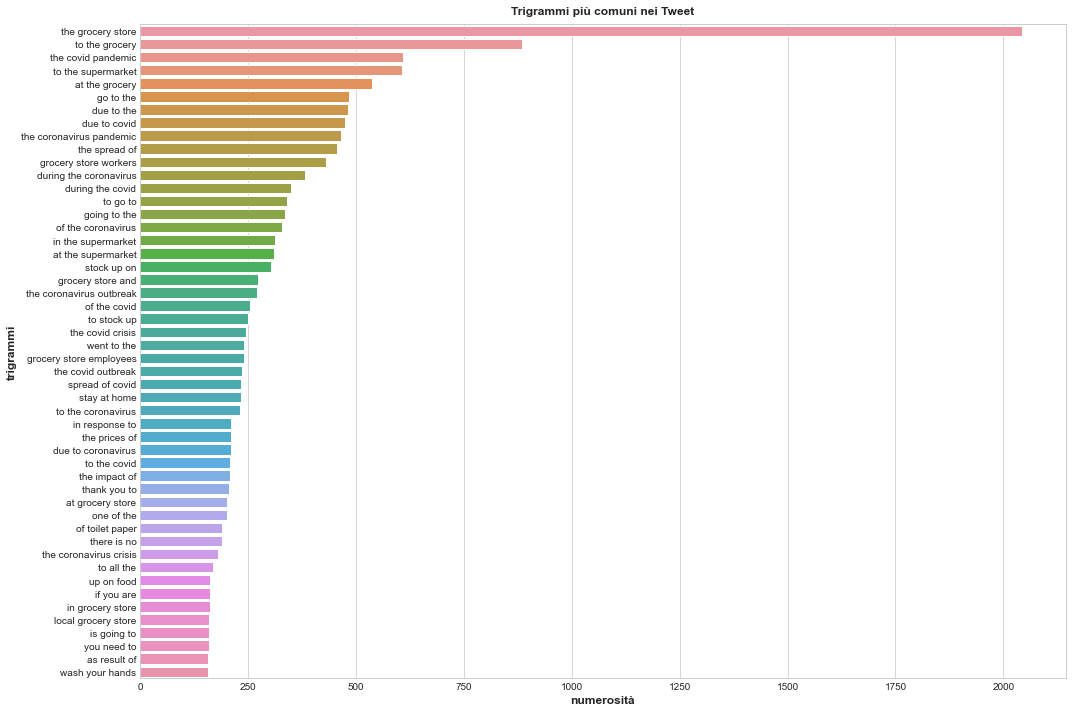 Trigrammi più comuni nei Tweet
the grocery store
to the grocery
the covid pandemic
to the supermarket
at the grocery
go to the
due to the
due to covid
the coronavirus pandemic
the spread of
grocery store workers
during the coronavirus
during the covid
to go to
going to the
of the coronavirus
in the supermarket
at the supermarket
stock up on
grocery store and
the coronavirus outbreak
of the covid
to stock up
the covid crisis
went to the
grocery store employees
the covid outbreak
spread of covid
stay at home
to the coronavirus
in response to
the prices of
due to coronavirus
to the covid
the impact of
thank you to
at grocery store
one of the
of toilet paper
there is no
the coronavirus crisis
to all the
up on food
if you are
in grocery store
local grocery store
is going to
you need to
as result of
wash your hands
trigrammi
0 250 500 750 1000 1250 1500 1750 2000
numerosità